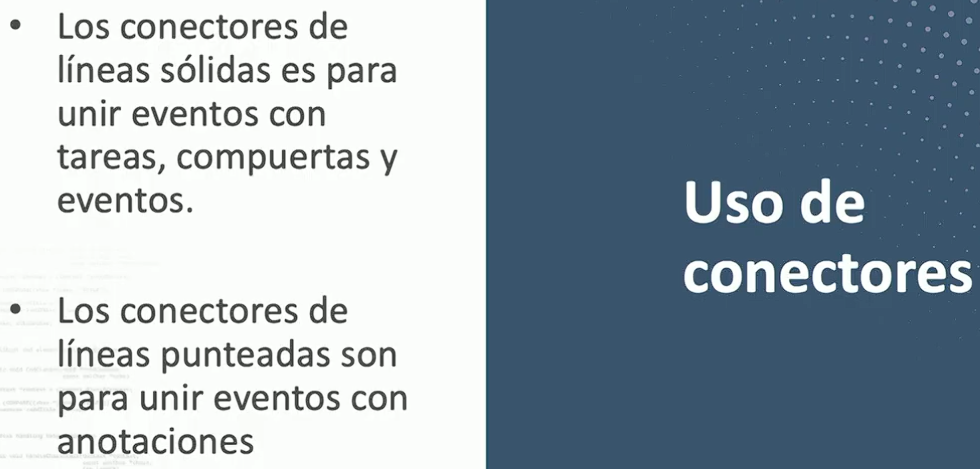 • Los conectores de
líneas sólidas es para
unir eventos con
tareas, compuertas y
eventos.
• Los conectores de
líneas punteadas son
para unir eventos con
anotaciones
Uso de
conectores